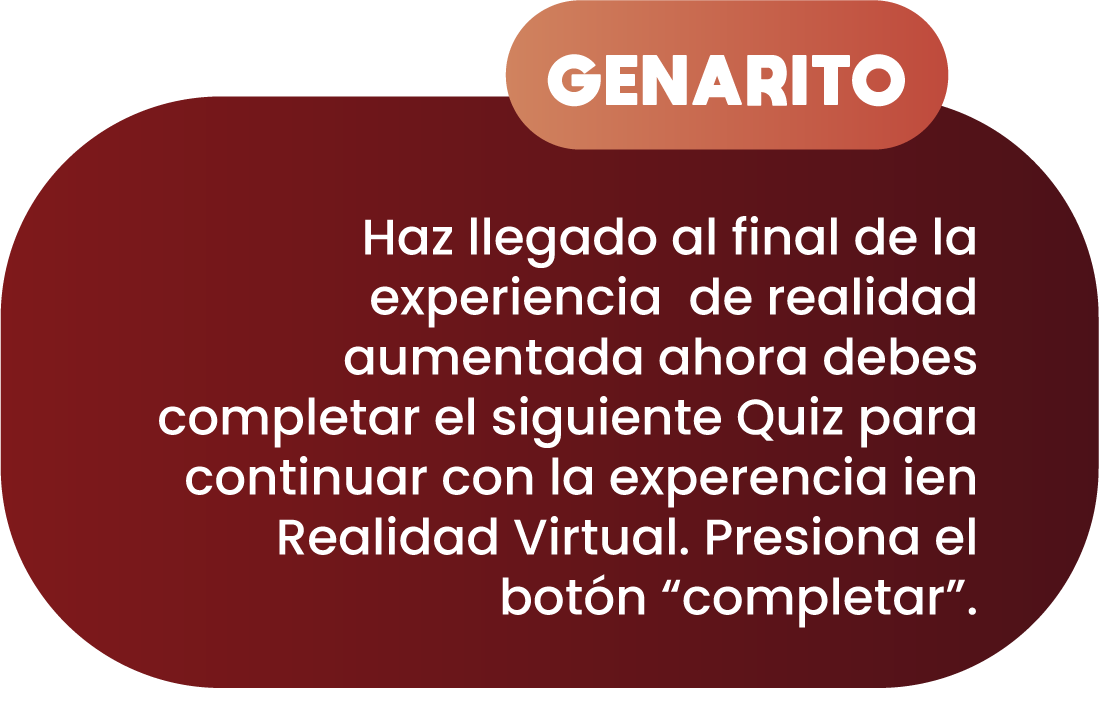 GENARITO
Haz llegado al final de la
experiencia  de realidad
aumentada ahora debes
completar el siguiente Quiz para
continuar con la experencia ien
Realidad Virtual. Presiona el
botón “completar”.